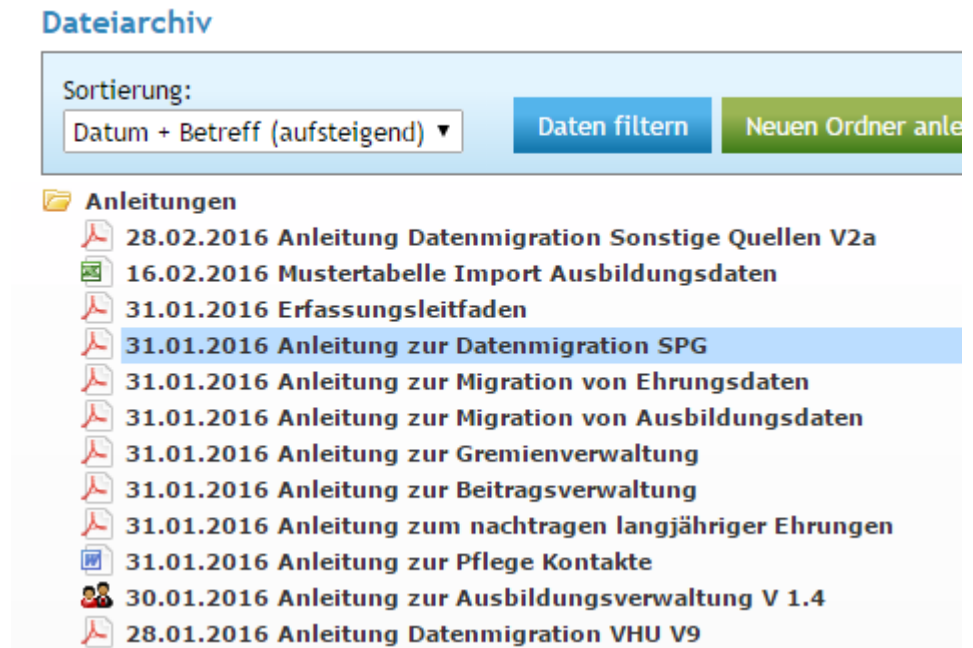 Dateiarchiv
Sortierung:
Datum + Betreff (aufsteigend)
Daten filtern
Neuen Ordner anle
Anleitungen
28.02.2016 Anleitung Datenmigration Sonstige Quellen V2a
16.02.2016 Mustertabelle Import Ausbildungsdaten
31.01.2016 Erfassungsleitfaden
31.01.2016 Anleitung zur Datenmigration SPG
31.01.2016 Anleitung zur Migration von Ehrungsdaten
31.01.2016 Anleitung zur Migration von Ausbildungsdaten
31.01.2016 Anleitung zur Gremienverwaltung
31.01.2016 Anleitung zur Beitragsverwaltung
31.01.2016 Anleitung zum nachtragen langjähriger Ehrungen
31.01.2016 Anleitung zur Pflege Kontakte
30.01.2016 Anleitung zur Ausbildungsverwaltung V 1.4
28.01.2016 Anleitung Datenmigration VHU V9